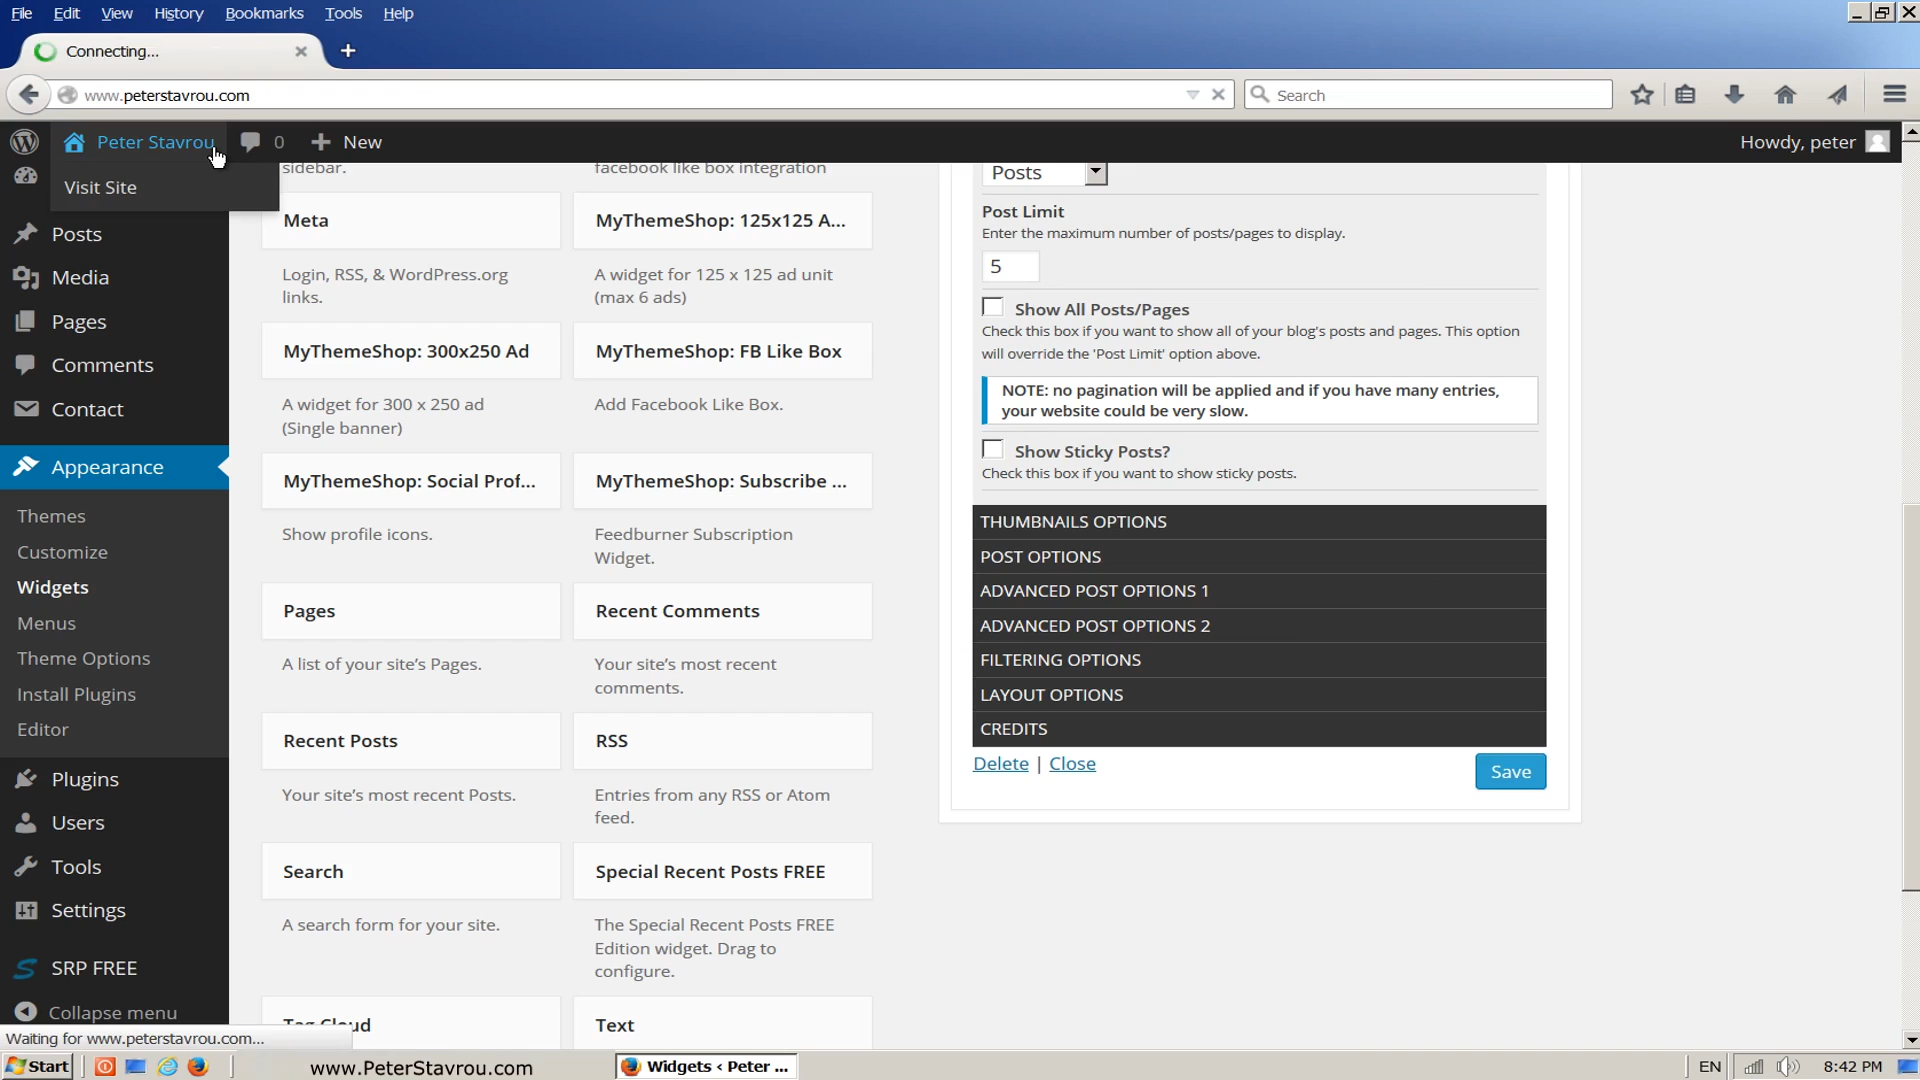 File Edit View History Bookmarks Tools Help
Connecting...
www.peterstavrou.com
Search
Peter Stavrou 0 New
Howdy, peter
Visit Site
Posts
Media
Pages
Comments
Contact
Appearance
Themes
Customize
Widgets
Menus
Theme Options
Install Plugins
Editor
Plugins
Users
Tools
Settings
SRP FREE
Collapse menu
Waiting for www.peterstavrou.com...
sidebar.
facebook like box integration
Meta
MyThemeShop: 125x125 A...
Login, RSS, & WordPress.org
links.
A widget for 125 x 125 ad unit
(max 6 ads)
MyThemeShop: 300x250 Ad
MyThemeShop: FB Like Box
A widget for 300 x 250 ad
(Single banner)
Add Facebook Like Box.
MyThemeShop: Social Prof...
MyThemeShop: Subscribe ...
Show profile icons.
Feedburner Subscription
Widget.
Pages
Recent Comments
A list of your site’s Pages.
Your site’s most recent
comments.
Recent Posts
RSS
Your site’s most recent Posts.
Entries from any RSS or Atom
feed.
Search
Special Recent Posts FREE
A search form for your site.
The Special Recent Posts FREE
Edition widget. Drag to
configure.
Tag Cloud
Text
Posts
Post Limit
Enter the maximum number of posts/pages to display.
5
Show All Posts/Pages
Check this box if you want to show all of your blog's posts and pages. This option
will override the 'Post Limit' option above.
NOTE: no pagination will be applied and if you have many entries,
your website could be very slow.
Show Sticky Posts?
Check this box if you want to show sticky posts.
THUMBNAILS OPTIONS
POST OPTIONS
ADVANCED POST OPTIONS 1
ADVANCED POST OPTIONS 2
FILTERING OPTIONS
LAYOUT OPTIONS
CREDITS
Delete | Close
Save
Start
www.PeterStavrou.com
Widgets ‹ Peter ...
EN
8:42 PM